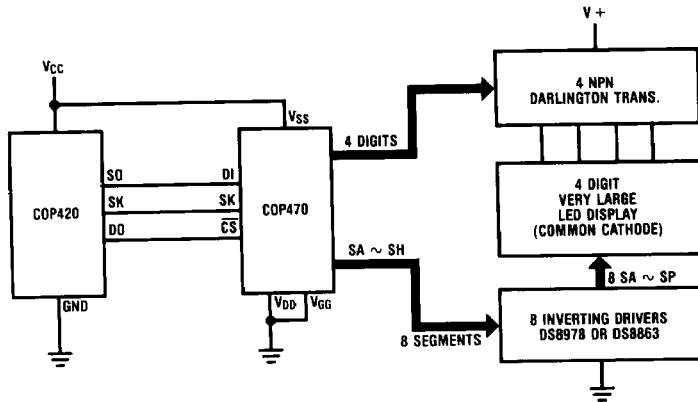 V+
4 NPN
DARLINGTON TRANS.
VCC
VSS
4 DIGITS
SO
DI
COP420
SK
SK
COP470
DO
CS
4 DIGIT
VERY LARGE
LED DISPLAY
(COMMON CATHODE)
SA ~ SH
8 SA ~ SP
GND
VDD
VGG
8 SEGMENTS
8 INVERTING DRIVERS
DS8978 OR DS8863